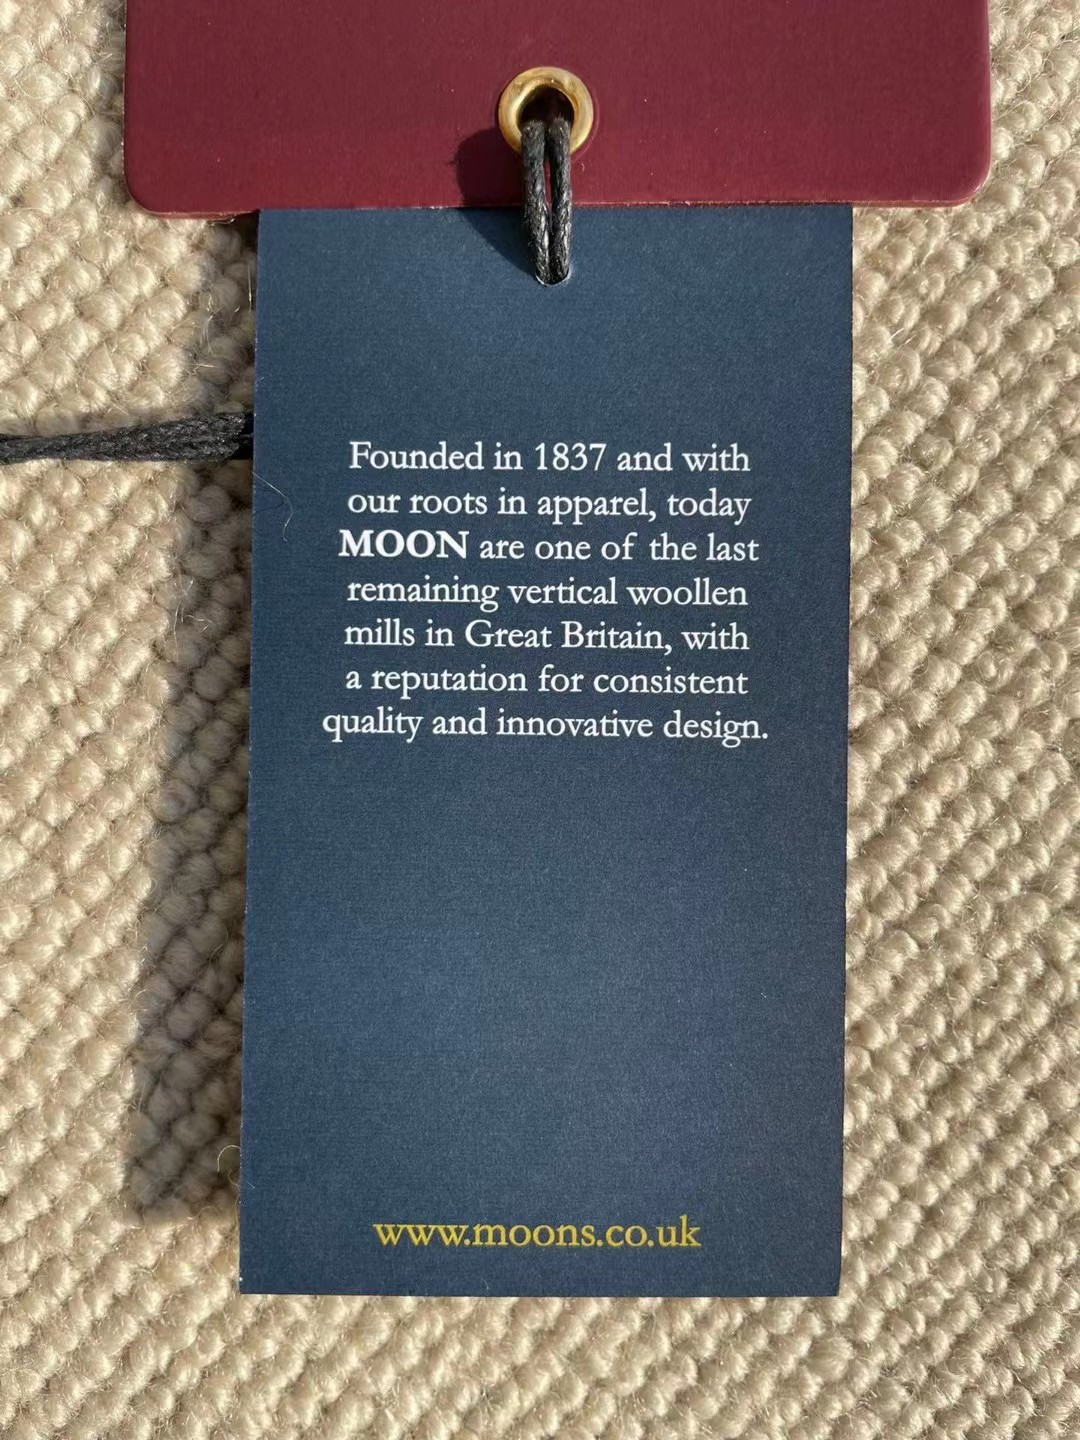 Founded in 1837 and with
our roots in apparel, today
MOON are one of the last
remaining vertical woollen
mills in Great Britain, with
a reputation for consistent
quality and innovative design.
www.moons.co.uk